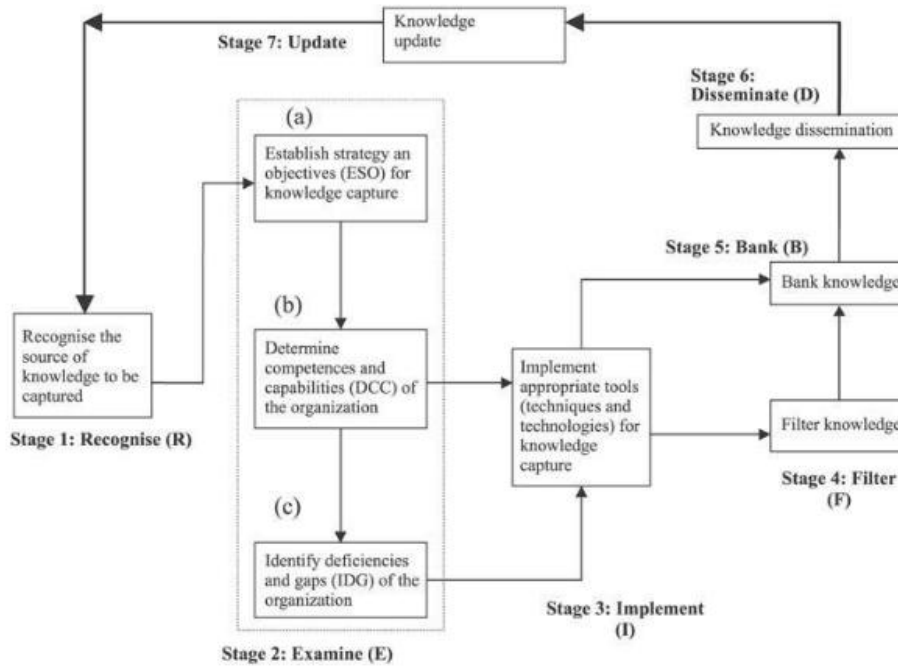 Knowledge
update
Stage 7: Update
Stage 6:
Disseminate (D)
Knowledge dissemination
(a)
Establish strategy an
objectives (ESO) for
knowledge capture
Stage 5: Bank (B)
Bank knowledge
(b)
Recognise the
source of
knowledge to be
captured
Stage 1: Recognise (R)
Determine
competences and
capabilities (DCC) of
the organization
Implement
appropriate tools
(techniques and
technologies) for
knowledge
capture
Filter knowledge
Stage 4: Filter
(F)
(c)
Identify deficiencies
and gaps (IDG) of the
organization
Stage 3: Implement
(I)
Stage 2: Examine (E)